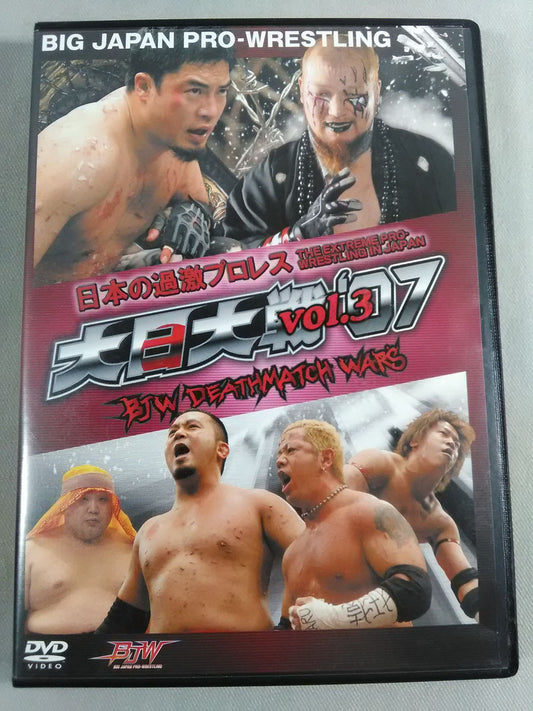 BIG JAPAN PRO-WRESTLING
日本の過激プロレス
THE EXTREME PRO-
WRESTLING IN JAPAN
大日大戦'07
vol.3
BJW DEATHMATCH WARS
DVD
VIDEO
BJW
BIG JAPAN PRO-WRESTLING